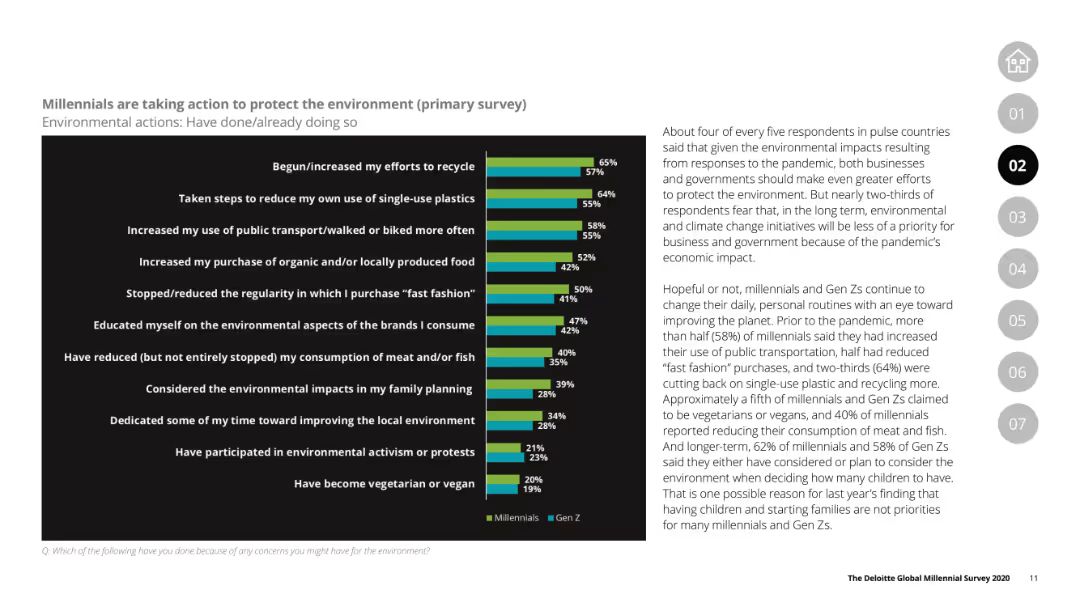 Millennials are taking action to protect the environment (primary survey)
Environmental actions: Have done/already doing so
Begun/increased my efforts to recycle 65% 57%
Taken steps to reduce my own use of single-use plastics 64% 55%
Increased my use of public transport/walked or biked more often 58% 55%
Increased my purchase of organic and/or locally produced food 52% 42%
Stopped/reduced the regularity in which I purchase “fast fashion” 50% 41%
Educated myself on the environmental aspects of the brands I consume 47% 42%
Have reduced (but not entirely stopped) my consumption of meat and/or fish 40% 35%
Considered the environmental impacts in my family planning 39% 28%
Dedicated some of my time toward improving the local environment 34% 28%
Have participated in environmental activism or protests 21% 23%
Have become vegetarian or vegan 20% 19%
Millennials Gen Z
Q: Which of the following have you done because of any concerns you might have for the environment?
About four of every five respondents in pulse countries
said that given the environmental impacts resulting
from responses to the pandemic, both businesses
and governments should make even greater efforts
to protect the environment. But nearly two-thirds of
respondents fear that, in the long term, environmental
and climate change initiatives will be less of a priority for
business and government because of the pandemic’s
economic impact.
Hopeful or not, millennials and Gen Zs continue to
change their daily, personal routines with an eye toward
improving the planet. Prior to the pandemic, more
than half (58%) of millennials said they had increased
their use of public transportation, half had reduced
“fast fashion” purchases, and two-thirds (64%) were
cutting back on single-use plastic and recycling more.
Approximately a fifth of millennials and Gen Zs claimed
to be vegetarians or vegans, and 40% of millennials
reported reducing their consumption of meat and fish.
And longer-term, 62% of millennials and 58% of Gen Zs
said they either have considered or plan to consider the
environment when deciding how many children to have.
That is one possible reason for last year’s finding that
having children and starting families are not priorities
for many millennials and Gen Zs.
01
02
03
04
05
06
07
The Deloitte Global Millennial Survey 2020 11